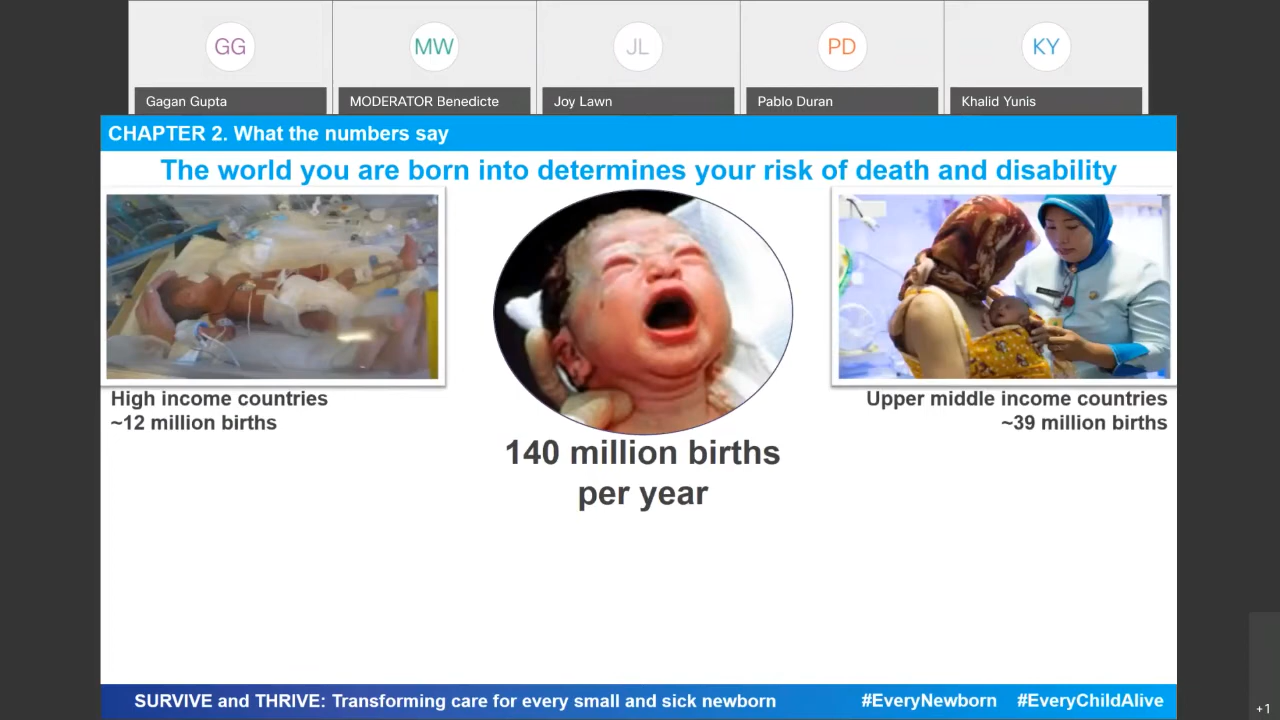 GG
MW
JL
PD
KY
Gagan Gupta
MODERATOR Benedicte
Joy Lawn
Pablo Duran
Khalid Yunis
CHAPTER 2. What the numbers say
The world you are born into determines your risk of death and disability
High income countries
~12 million births
140 million births
per year
Upper middle income countries
~39 million births
SURVIVE and THRIVE: Transforming care for every small and sick newborn
#EveryNewborn #EveryChildAlive
+1